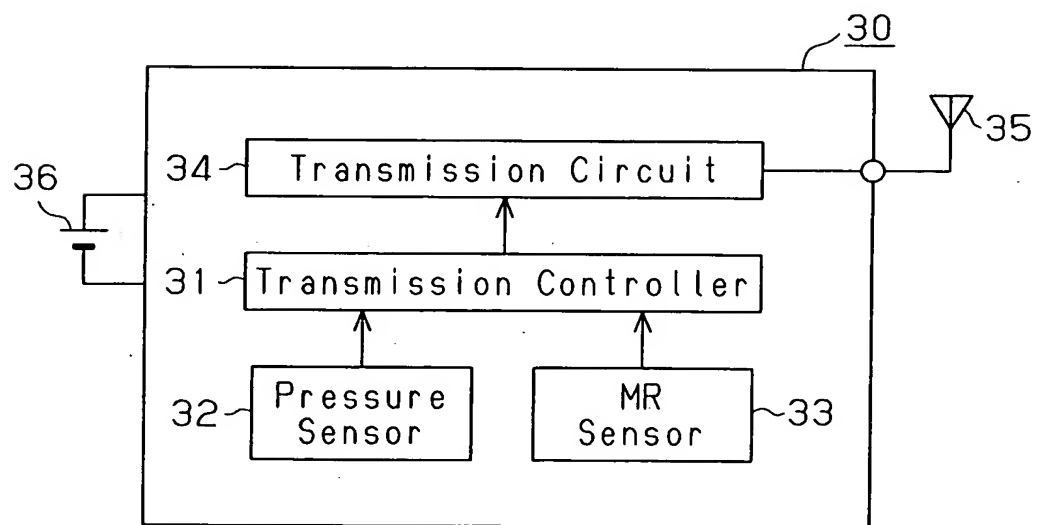 30
35
36
34 Transmission Circuit
31 Transmission Controller
32 Pressure Sensor
MR Sensor 33